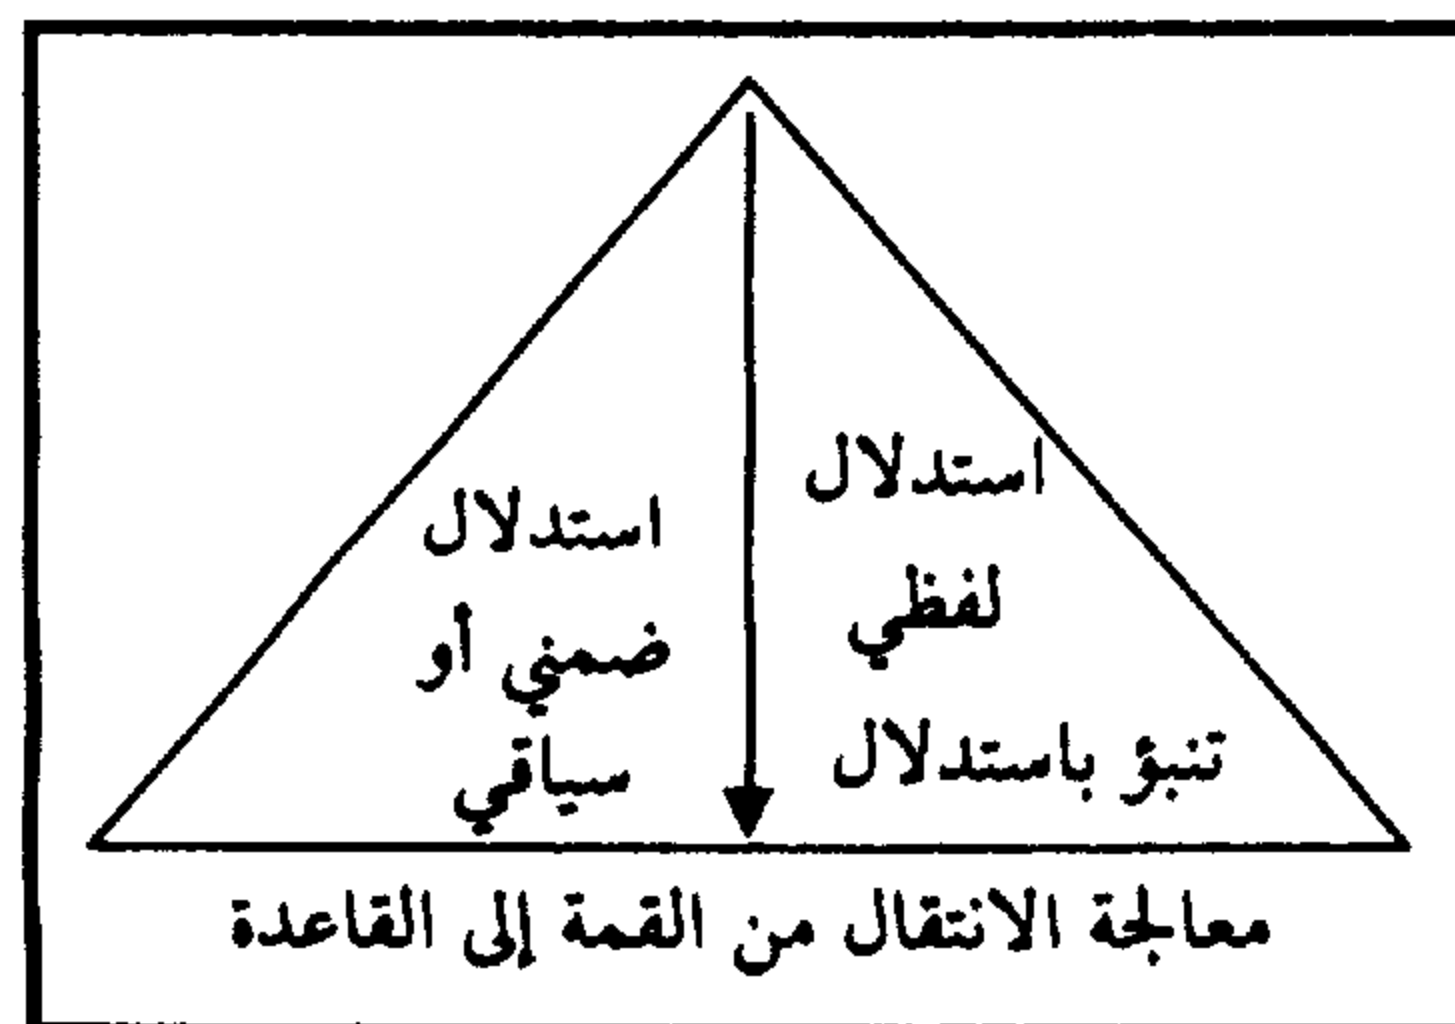 استدلال
لفظي
تنبؤ باستدلال
استدلال
ضمني أو
سياقي
معالجة الانتقال من القمة إلى القاعدة